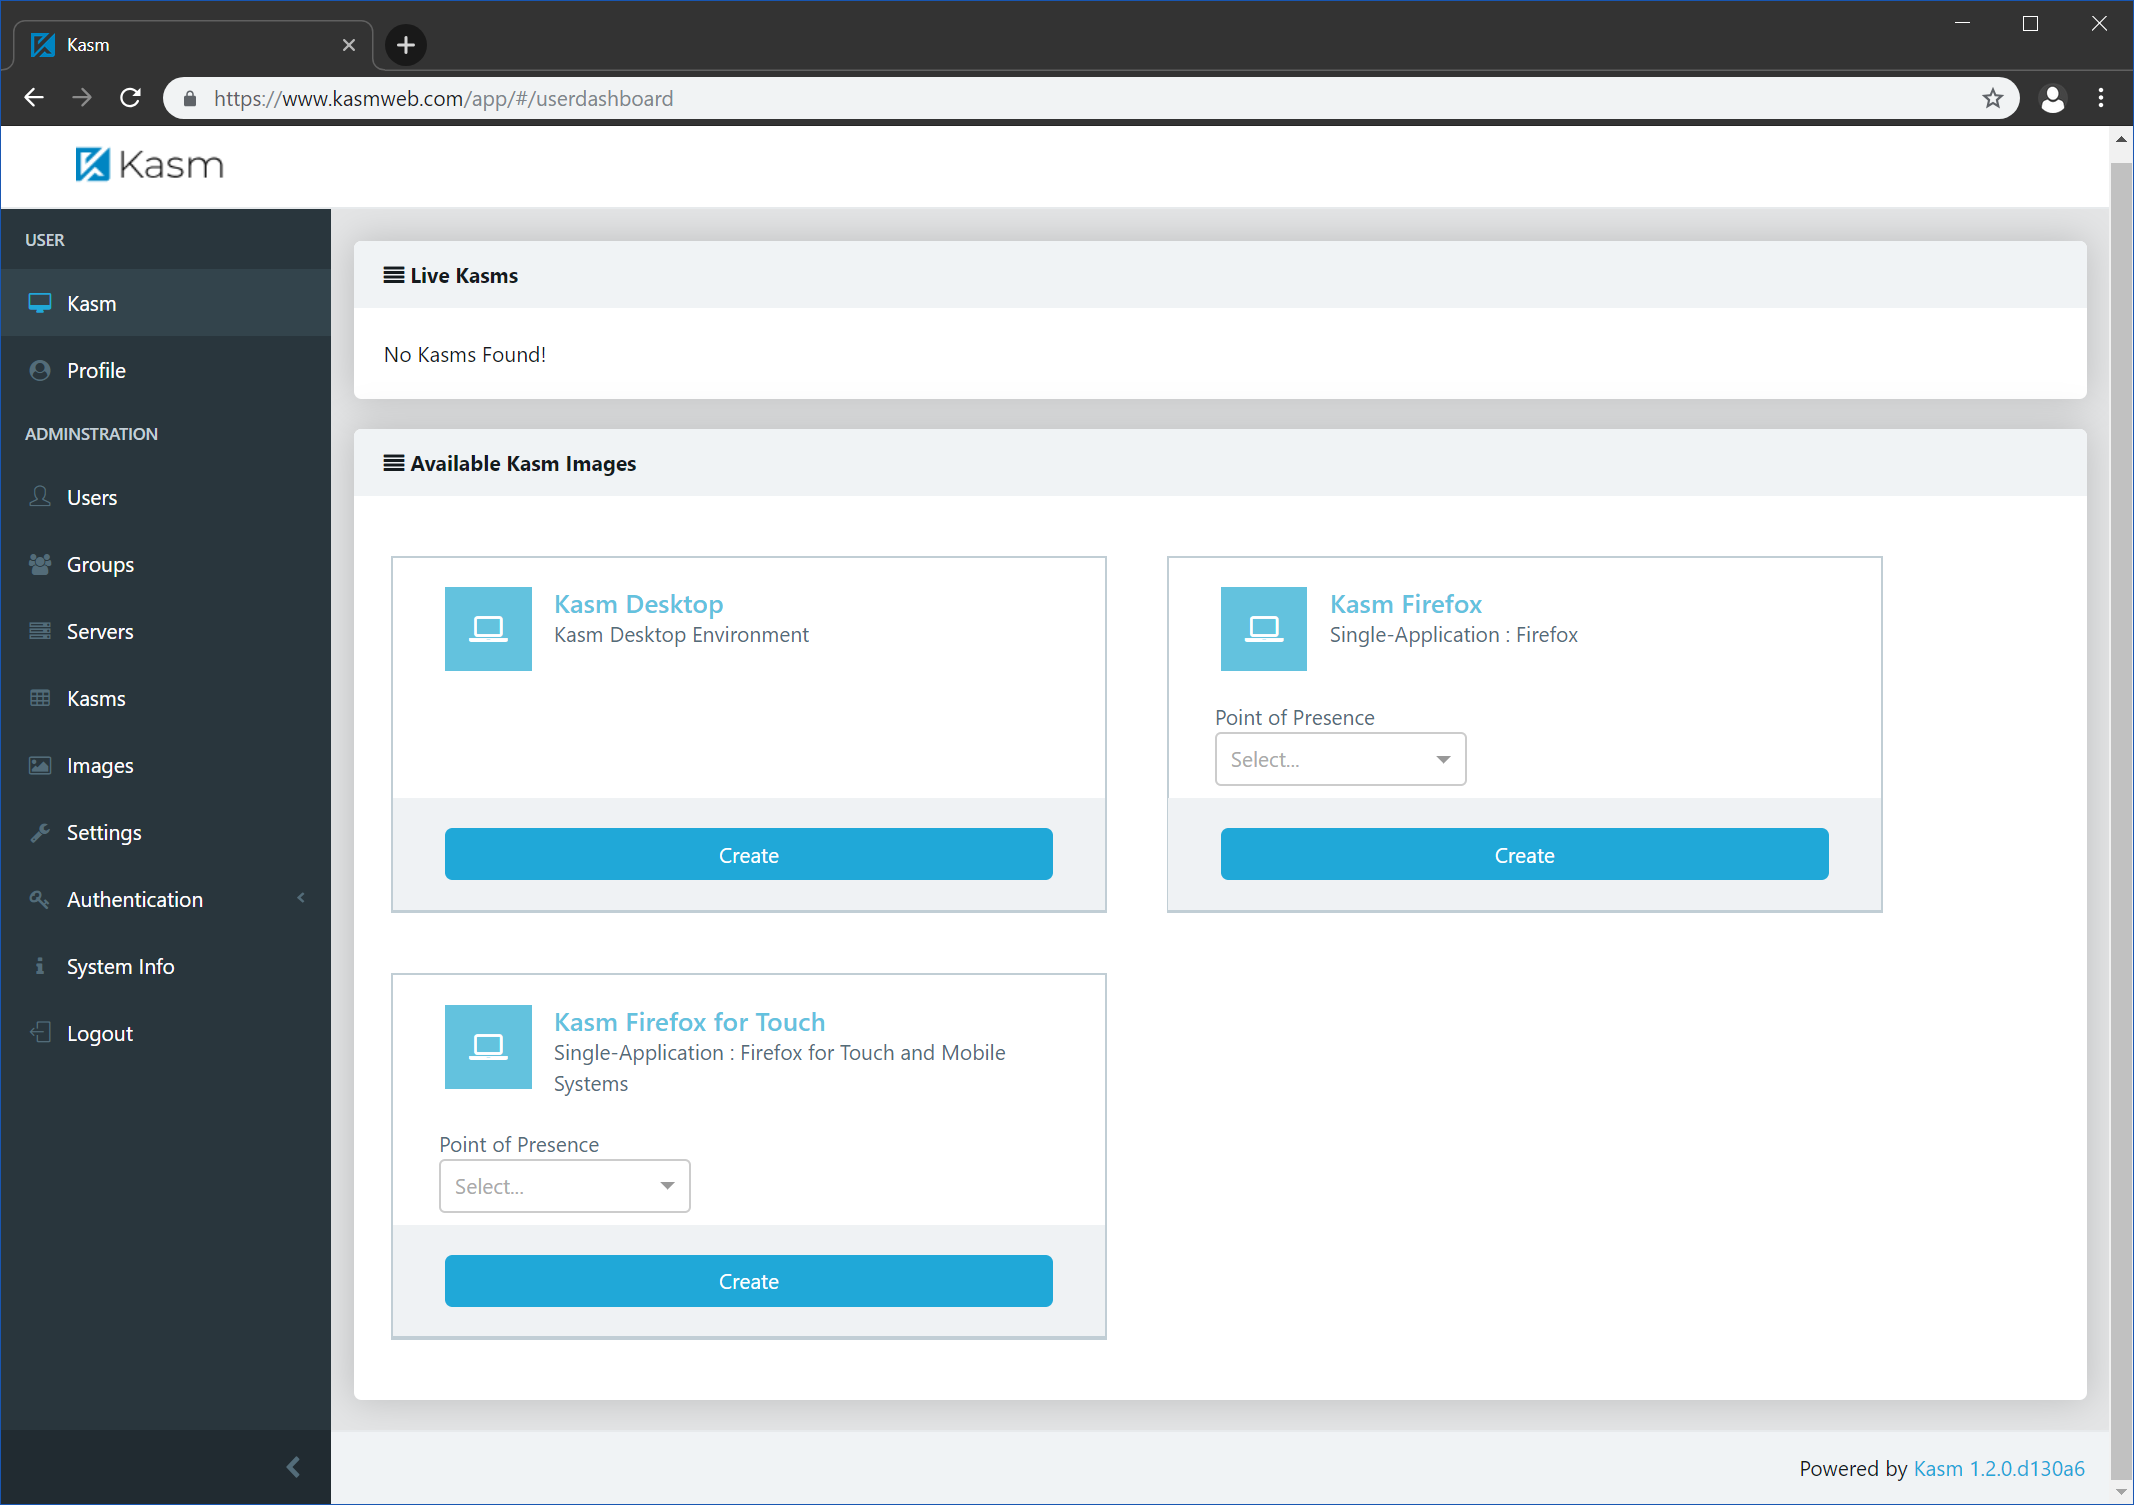 Kasm
https://www.kasmweb.com/app/#/userdashboard
Kasm
USER
Kasm
Profile
ADMINSTRATION
Users
Groups
Servers
Kasms
Images
Settings
Authentication
System Info
Logout
Live Kasms
No Kasms Found!
Available Kasm Images
Kasm Desktop
Kasm Desktop Environment
Create
Kasm Firefox
Single-Application : Firefox
Point of Presence
Select...
Create
Kasm Firefox for Touch
Single-Application : Firefox for Touch and Mobile
Systems
Point of Presence
Select...
Create
Powered by Kasm 1.2.0.d130a6